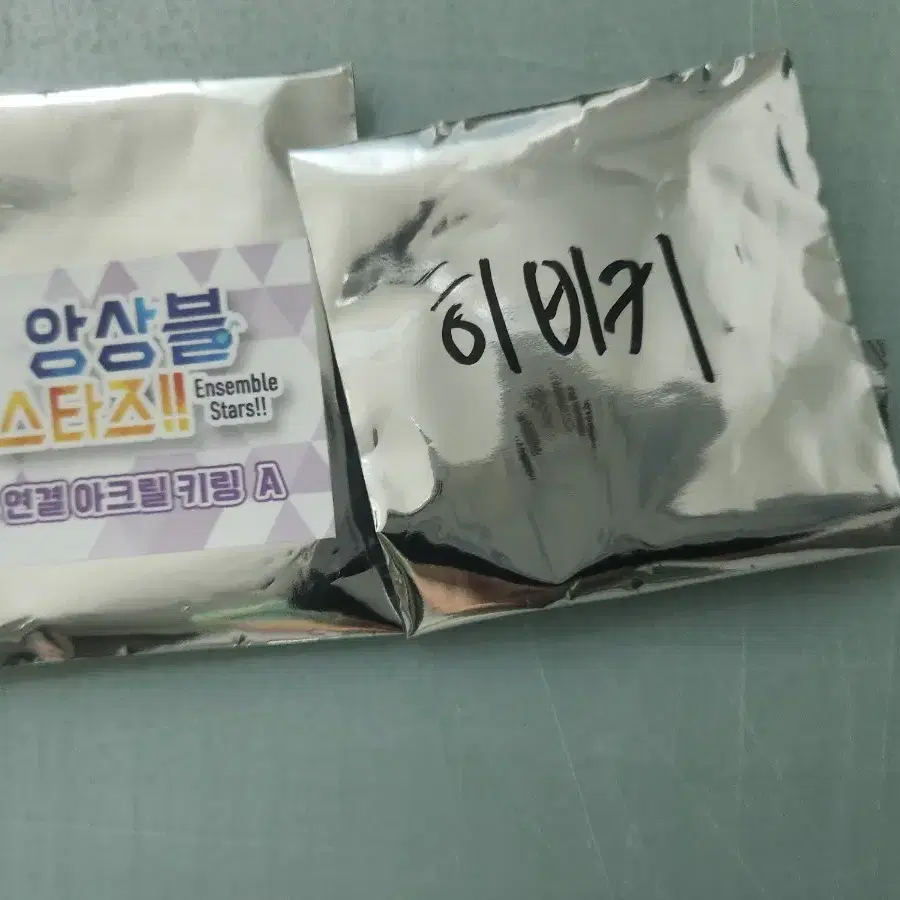 앙상블
스타즈!!
Ensemble
Stars!!
연결 아크릴 키링 A
히비키